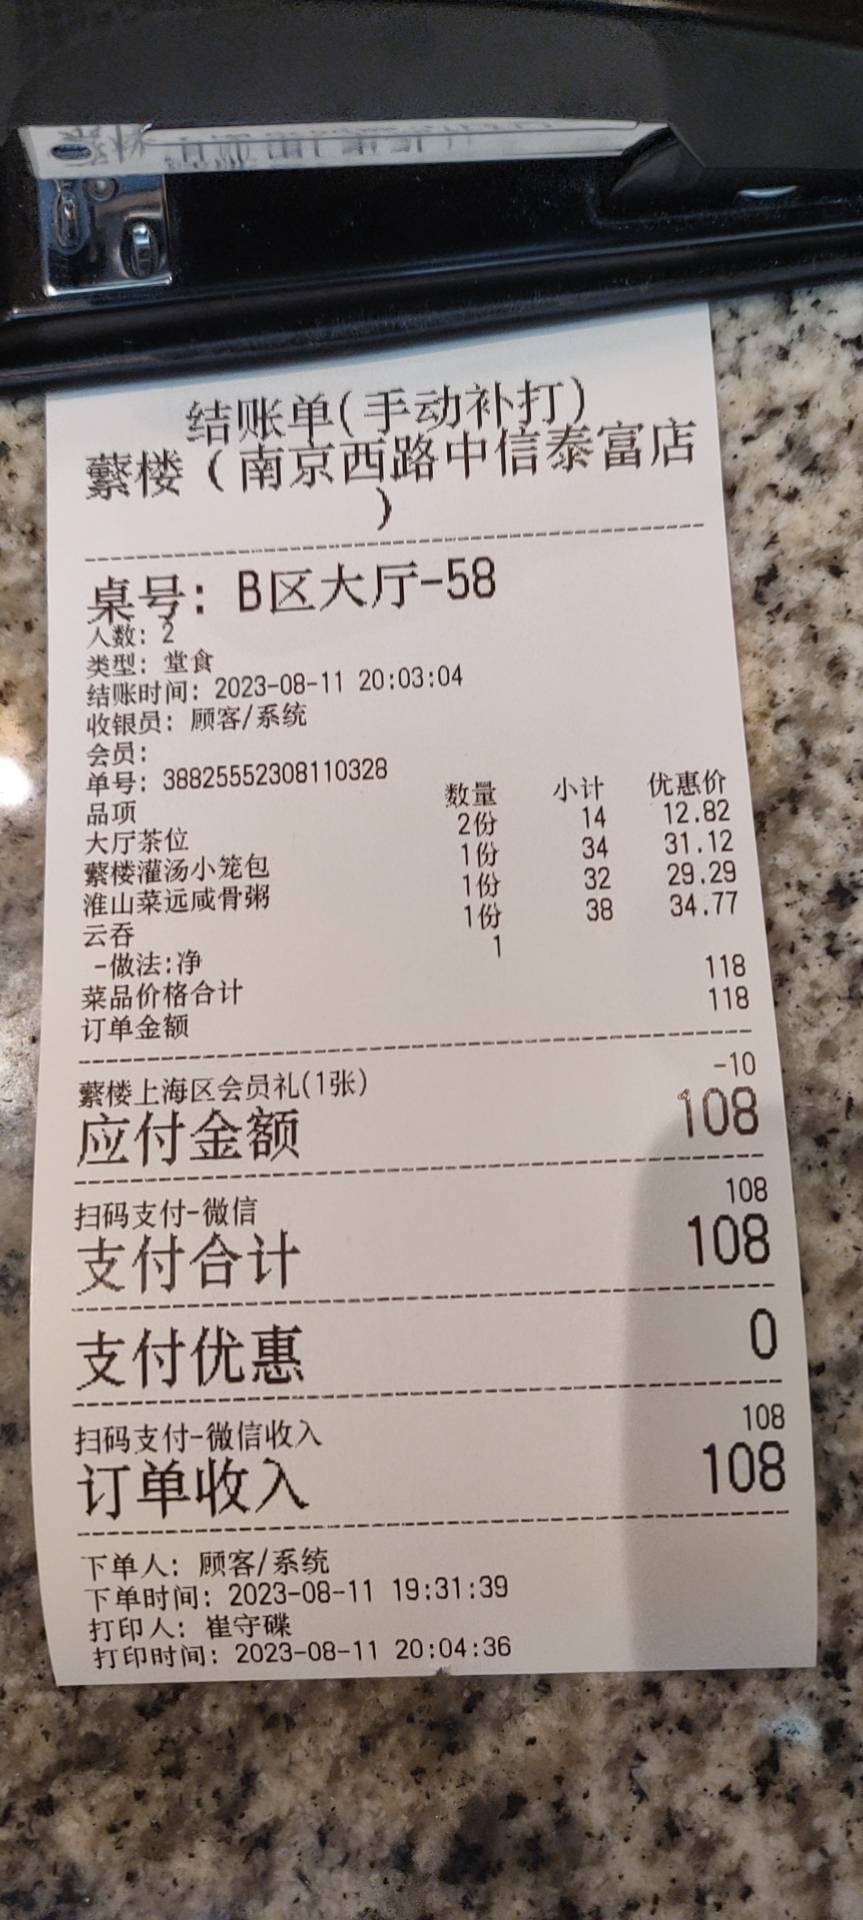 结账单(手动补打)
蘩楼（南京西路中信泰富店
）
桌号: B区大厅-58
人数: 2
类型: 堂食
结账时间: 2023-08-11 20:03:04
收银员: 顾客/系统
会员:
单号: 38825552308110328
品项 数量 小计 优惠价
大厅茶位 2份 14 12.82
蘩楼灌汤小笼包 1份 34 31.12
淮山菜远咸骨粥 1份 32 29.29
云吞 1份 38 34.77
-做法:净 1
菜品价格合计 118
订单金额 118
蘩楼上海区会员礼(1张) -10
应付金额 108
扫码支付-微信 108
支付合计 108
支付优惠 0
扫码支付-微信收入 108
订单收入 108
下单人: 顾客/系统
下单时间: 2023-08-11 19:31:39
打印人: 崔守碟
打印时间: 2023-08-11 20:04:36